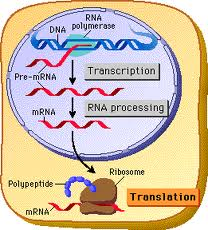 RNA
polymerase
DNA
Transcription
Pre-mRNA
RNA processing
mRNA
Ribosome
Polypeptide
Translation
mRNA